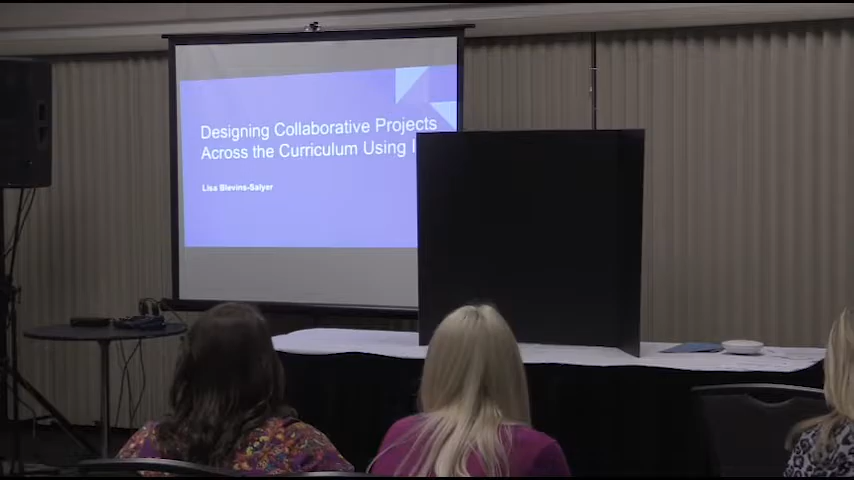 Designing Collaborative Projects
Across the Curriculum Using
Lisa Blevins-Salyer